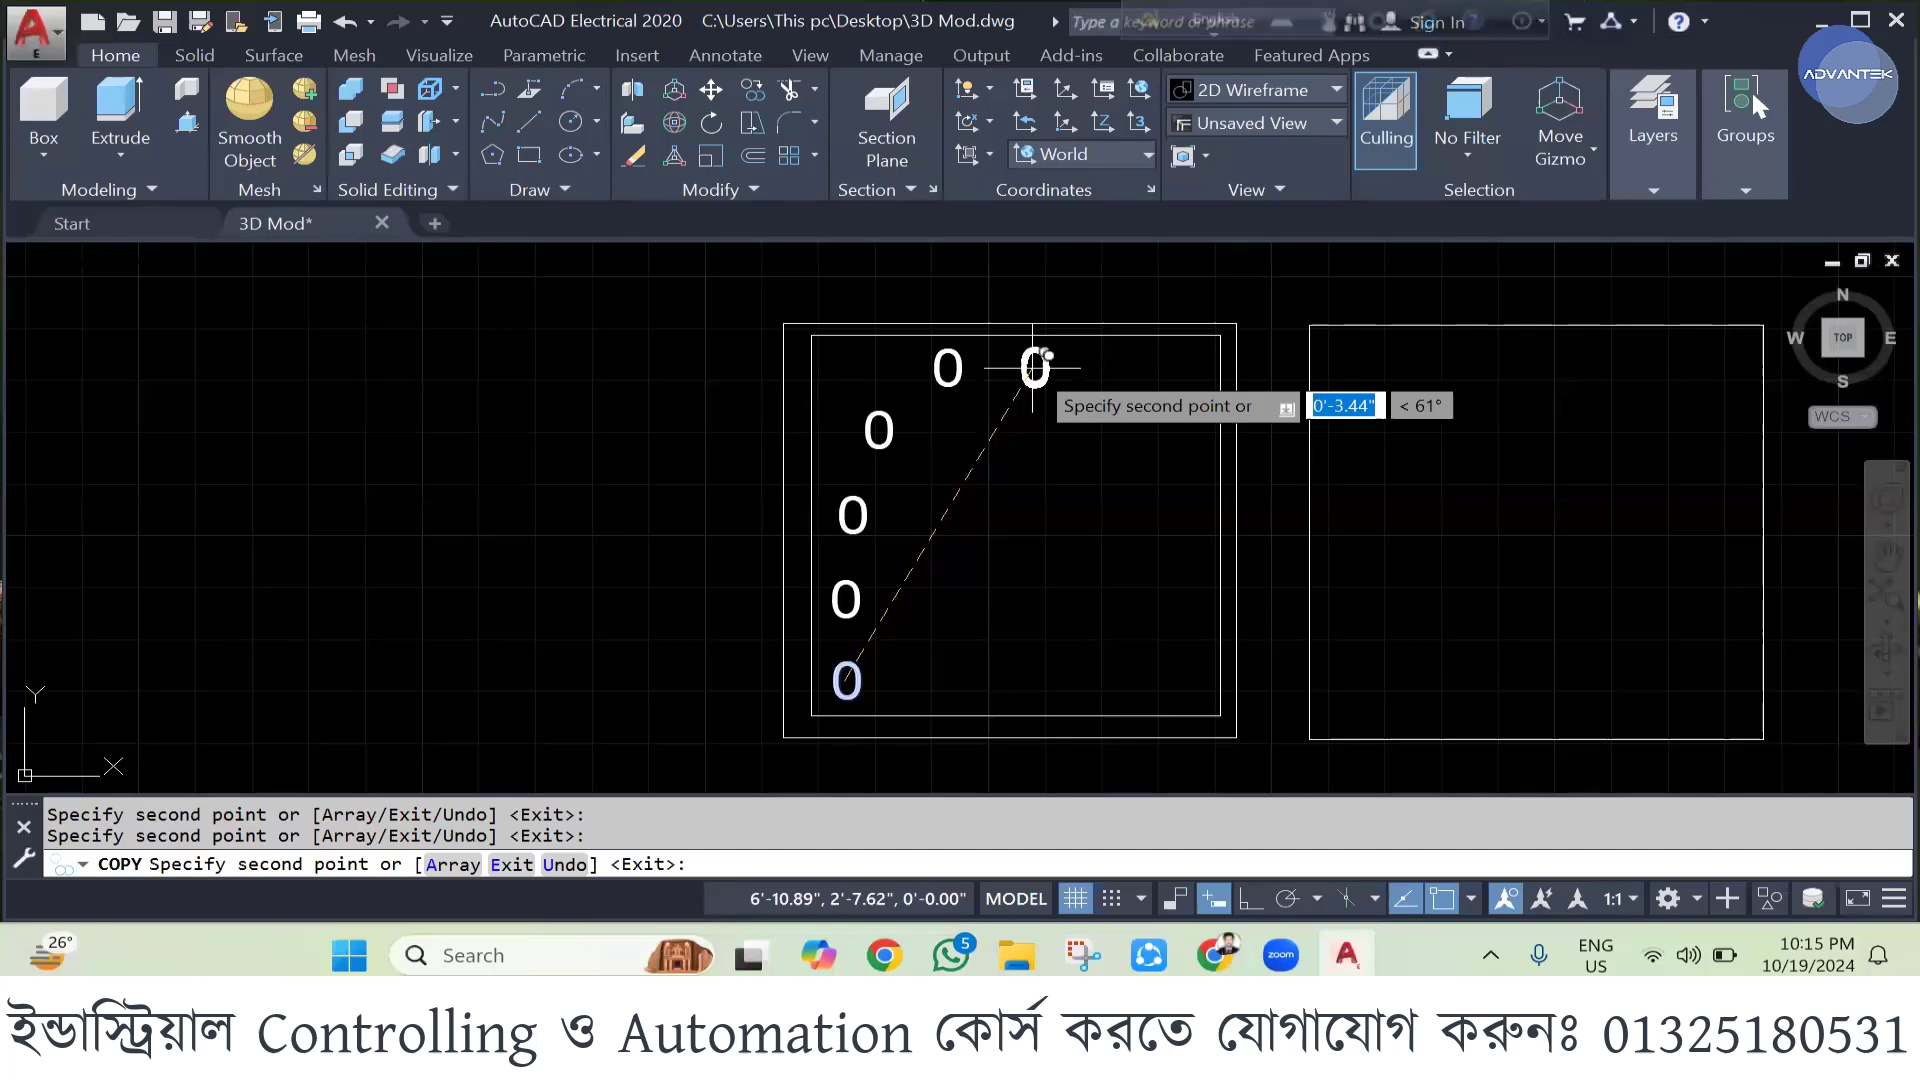 AutoCAD Electrical 2020 C:\Users\This pc\Desktop\3D Mod.dwg Type a keyword or phrase Sign In
Home Solid Surface Mesh Visualize Parametric Insert Annotate View Manage Output Add-ins Collaborate Featured Apps
ADVANTEK
Box Extrude Smooth Object Section Plane 2D Wireframe Unsaved View World Culling No Filter Move Gizmo Layers Groups
Modeling Mesh Solid Editing Draw Modify Section Coordinates View Selection
Start 3D Mod*
N
W TOP E
S
WCS
0 0
0
0
0
0
Specify second point or 0'-3.44" < 61°
Y
X
Specify second point or [Array/Exit/Undo] <Exit>:
Specify second point or [Array/Exit/Undo] <Exit>:
COPY Specify second point or [Array Exit Undo] <Exit>:
6'-10.89", 2'-7.62", 0'-0.00" MODEL 1:1
26° Search 5 zoom ENG US 10:15 PM 10/19/2024
ইন্ডাস্ট্রিয়াল Controlling ও Automation কোর্স করতে যোগাযোগ করুনঃ 01325180531